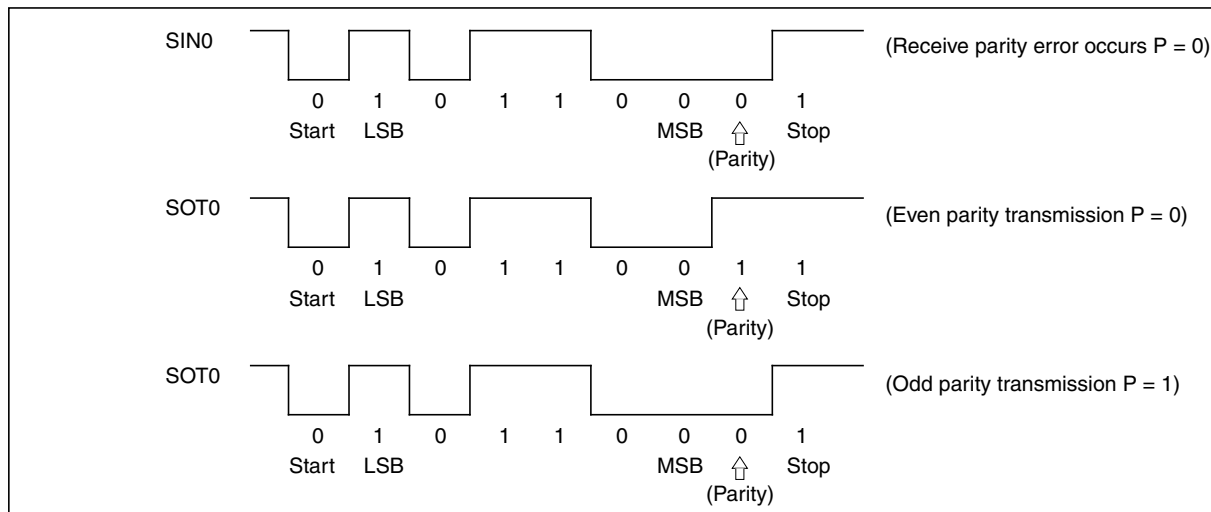 SIN0 (Receive parity error occurs P = 0)
0 1 0 1 1 0 0 0 1
Start LSB MSB Stop
(Parity)
SOT0 (Even parity transmission P = 0)
0 1 0 1 1 0 0 1 1
Start LSB MSB Stop
(Parity)
SOT0 (Odd parity transmission P = 1)
0 1 0 1 1 0 0 0 1
Start LSB MSB Stop
(Parity)